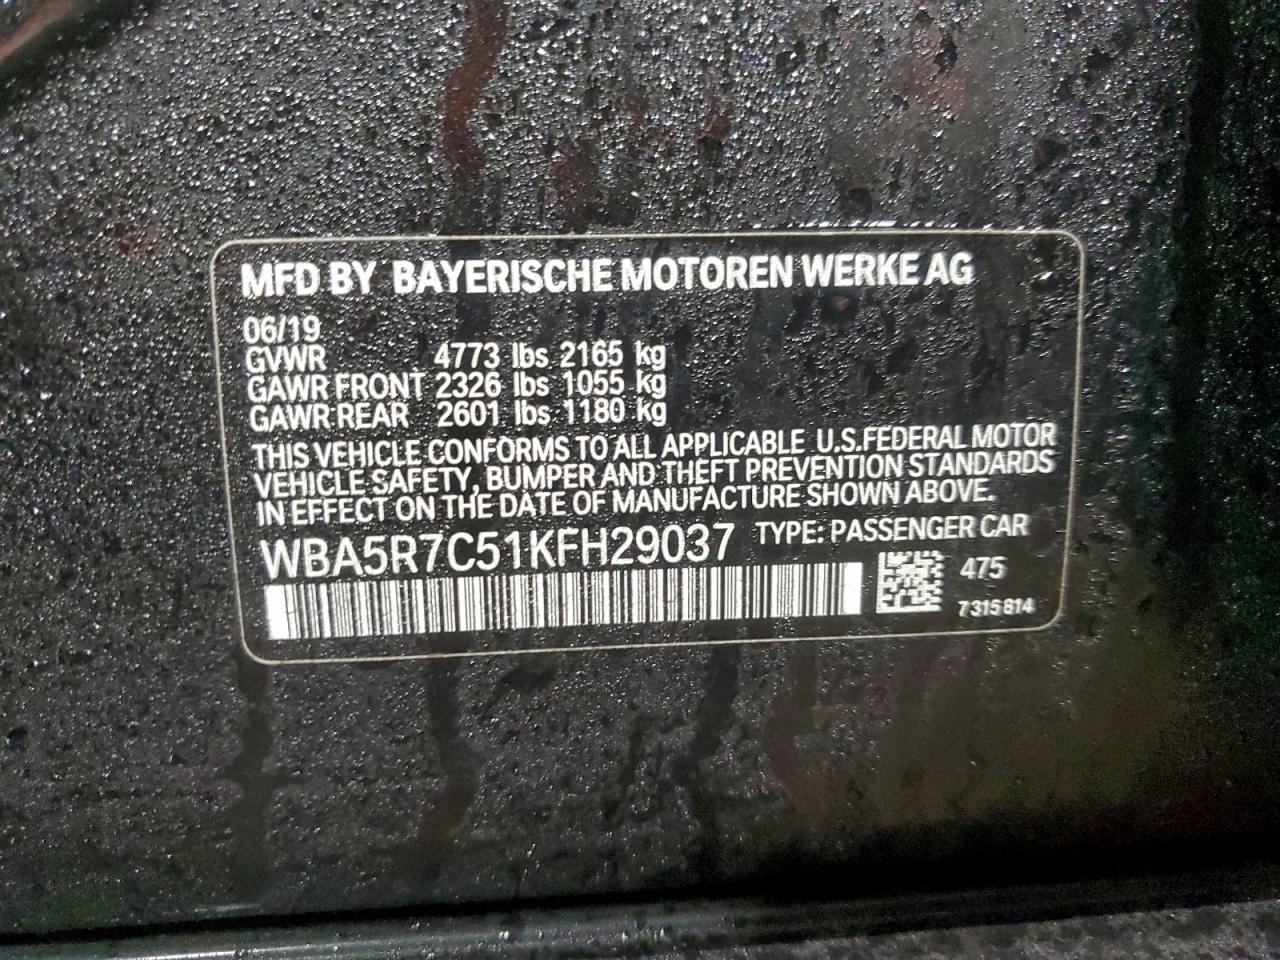 MFD BY BAYERISCHE MOTOREN WERKE AG
06/19
GVWR 4773 lbs 2165 kg
GAWR FRONT 2326 lbs 1055 kg
GAWR REAR 2601 lbs 1180 kg
THIS VEHICLE CONFORMS TO ALL APPLICABLE U.S.FEDERAL MOTOR
VEHICLE SAFETY, BUMPER AND THEFT PREVENTION STANDARDS
IN EFFECT ON THE DATE OF MANUFACTURE SHOWN ABOVE.
WBA5R7C51KFH29037 TYPE: PASSENGER CAR
475
7315814